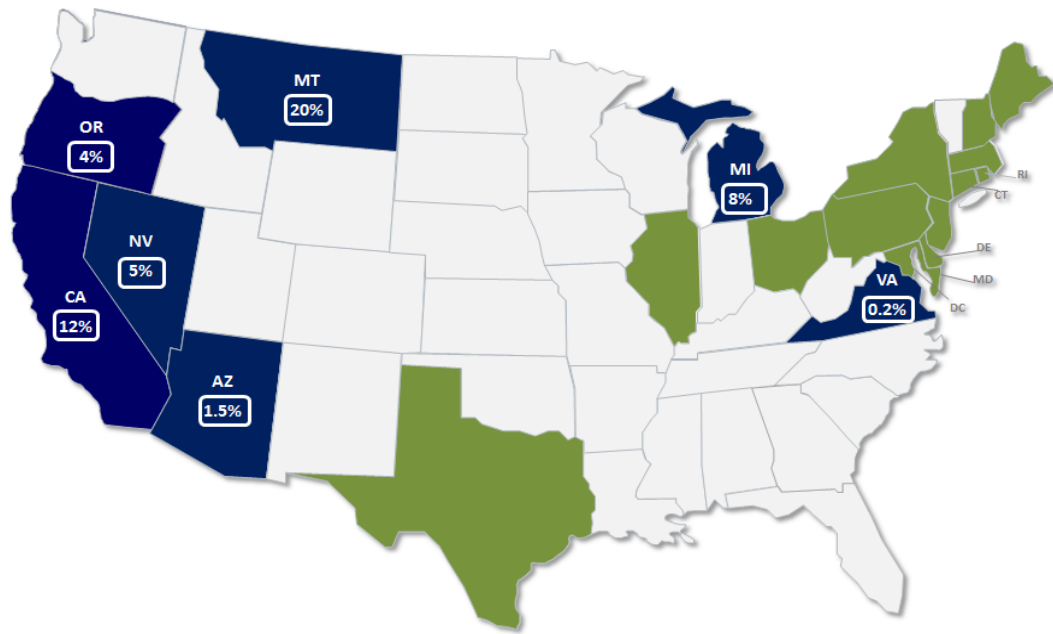 MT
20%
OR
4%
MI
8%
RI
CT
NV
5%
DE
VA
MD
0.2%
DC
CA
12%
AZ
1.5%